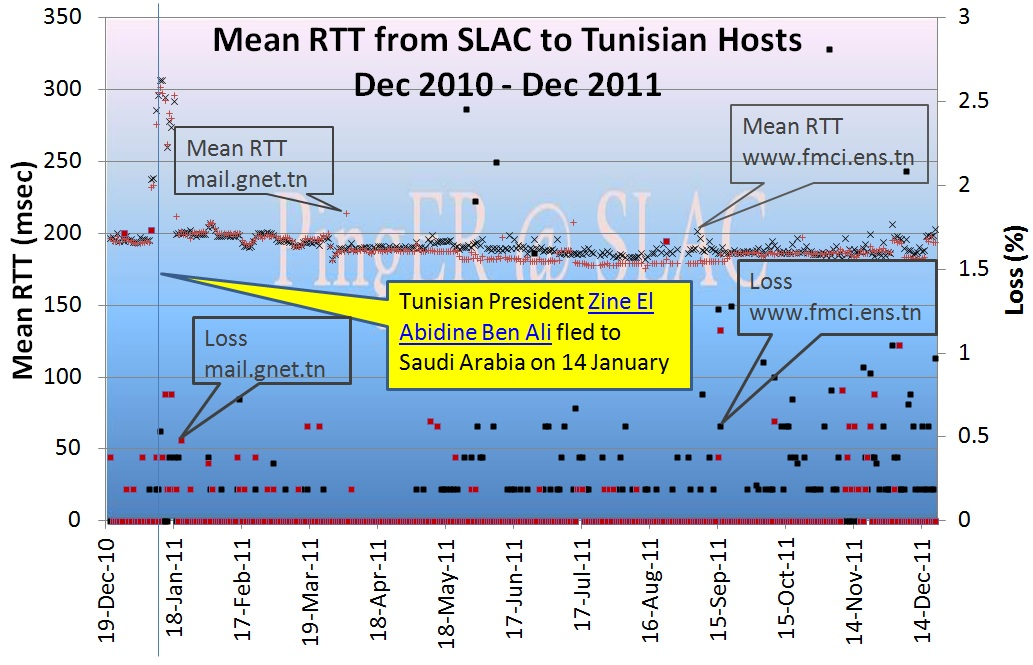 Mean RTT from SLAC to Tunisian Hosts
Dec 2010 - Dec 2011
Mean RTT (msec)
350
300
250
200
150
100
50
0
Loss (%)
3
2.5
2
1.5
1
0.5
0
Mean RTT
mail.gnet.tn
Mean RTT
www.fmci.ens.tn
PingER @ SLAC
Tunisian President Zine El
Abidine Ben Ali fled to
Saudi Arabia on 14 January
Loss
mail.gnet.tn
Loss
www.fmci.ens.tn
19-Dec-10
18-Jan-11
17-Feb-11
19-Mar-11
18-Apr-11
18-May-11
17-Jun-11
17-Jul-11
16-Aug-11
15-Sep-11
15-Oct-11
14-Nov-11
14-Dec-11